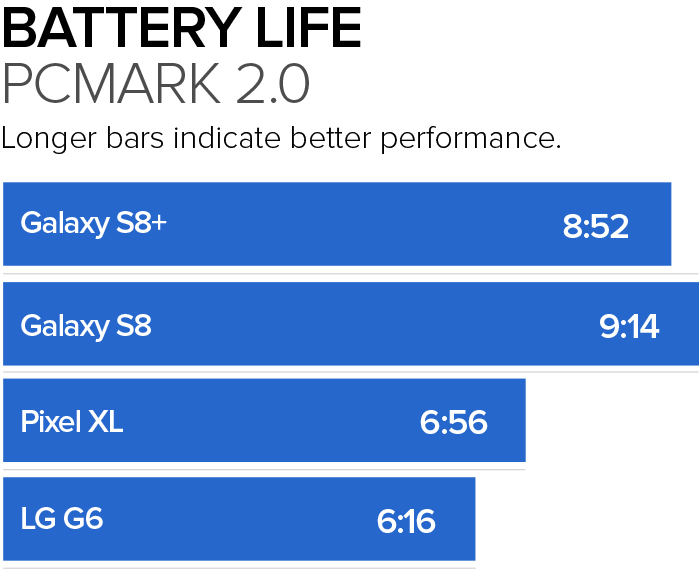 BATTERY LIFE
PCMARK 2.0
Longer bars indicate better performance.
Galaxy S8+ 8:52
Galaxy S8 9:14
Pixel XL 6:56
LG G6 6:16